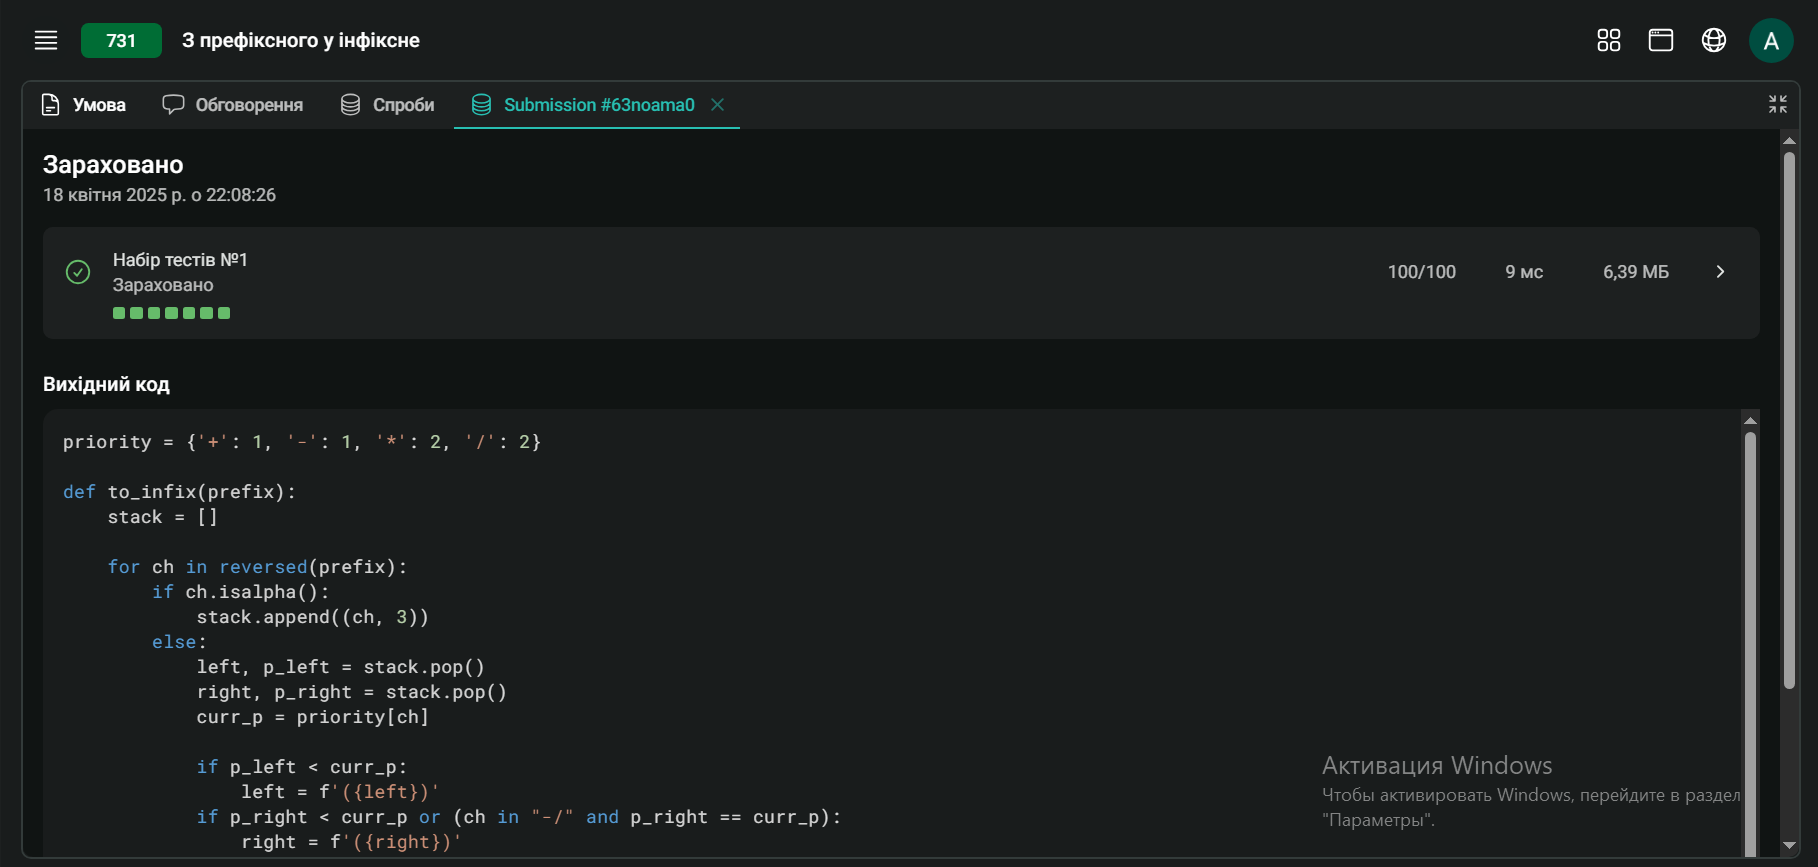 731 З префіксного у інфіксне A
Умова Обговорення Спроби Submission #63noama0
Зараховано
18 квітня 2025 р. о 22:08:26
Набір тестів №1
Зараховано
100/100 9 мс 6,39 МБ
Вихідний код
priority = {'+': 1, '-': 1, '*': 2, '/': 2}
def to_infix(prefix):
    stack = []
    for ch in reversed(prefix):
        if ch.isalpha():
            stack.append((ch, 3))
        else:
            left, p_left = stack.pop()
            right, p_right = stack.pop()
            curr_p = priority[ch]
            if p_left < curr_p:
                left = f'({left})'
            if p_right < curr_p or (ch in "-/" and p_right == curr_p):
                right = f'({right})'
Активация Windows
Чтобы активировать Windows, перейдите в раздел
"Параметры".